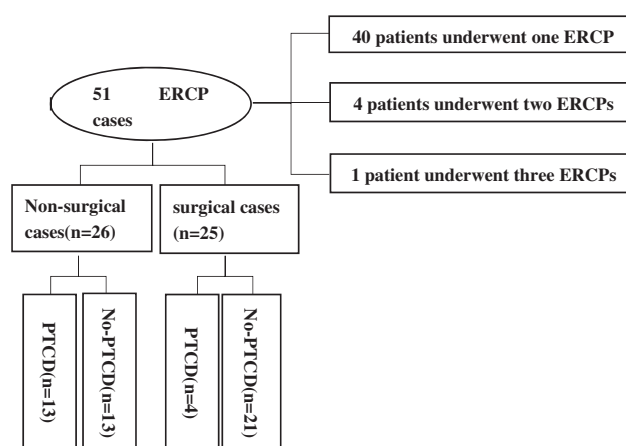 40 patients underwent one ERCP
51 ERCP
cases
4 patients underwent two ERCPs
1 patient underwent three ERCPs
Non-surgical
cases(n=26)
surgical cases
(n=25)
PTCD(n=13)
No-PTCD(n=13)
PTCD(n=4)
No-PTCD(n=21)